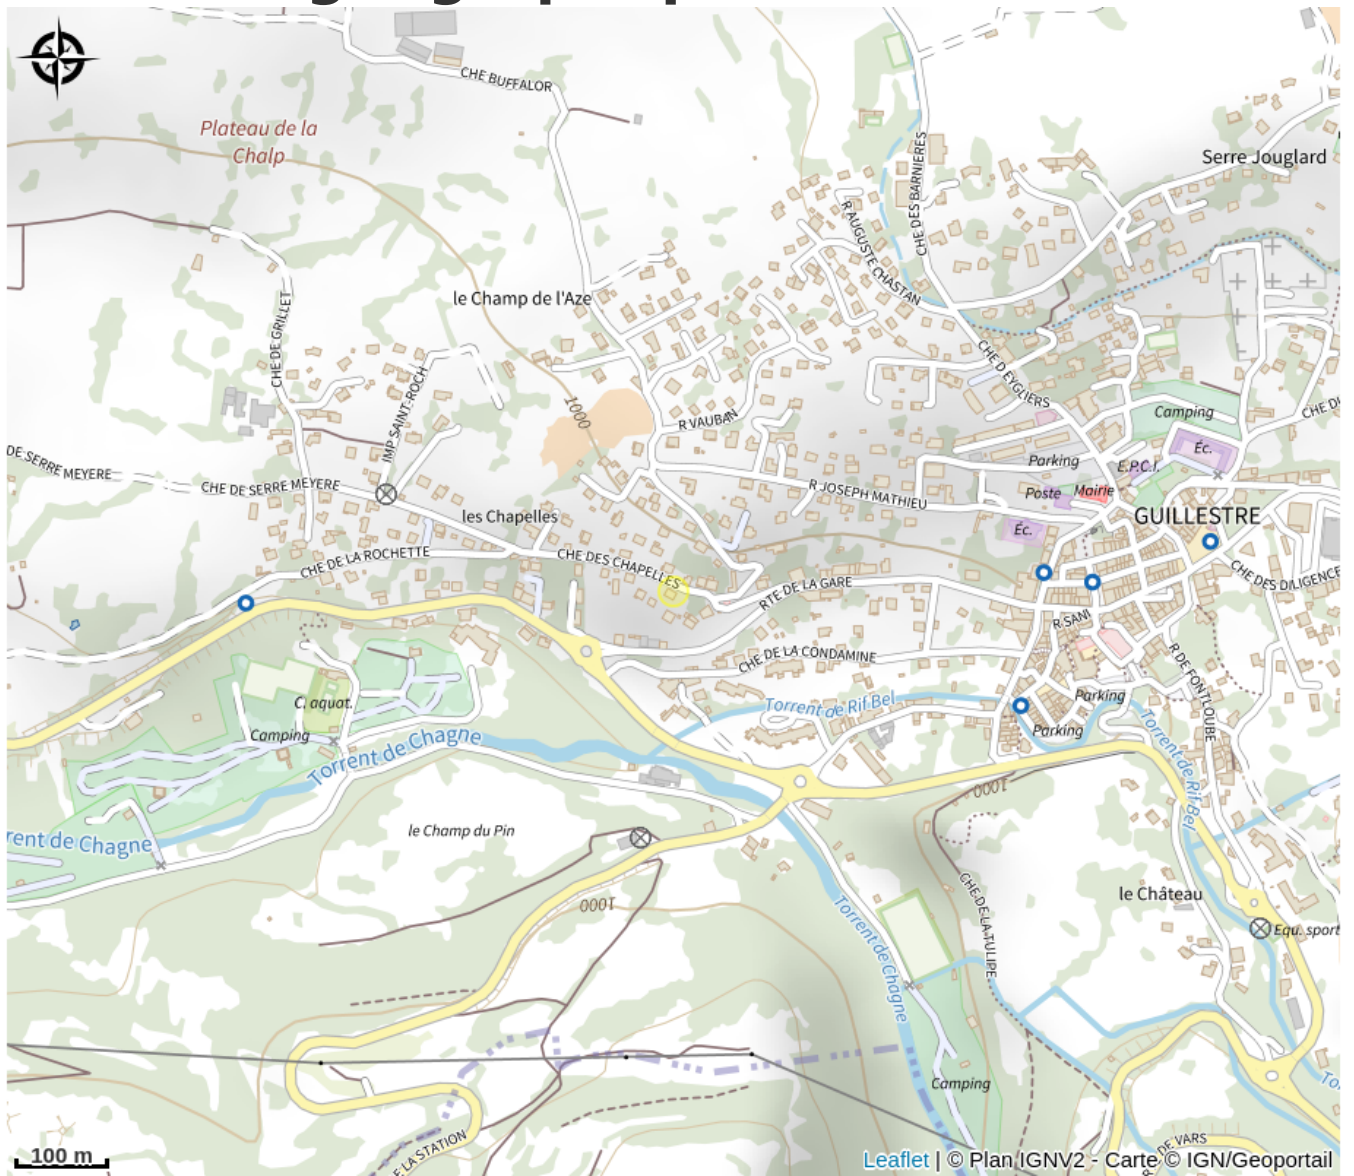 CHE BUFFALOR
Plateau de la
Chalp
Serre Jouglard
CHE DES BARNIERES
R AUGUSTE CHASTAN
le Champ de l'Aze
CHE DE GRILLET
IMP SAINT-ROCH
1000
CHE D EYGLIERS
R VAUBAN
Camping
CHE DI
DE SERRE MEYERE
CHE DE SERRE MEYERE
Parking
E.P.C.I.
Éc.
R JOSEPH MATHIEU
Poste
Mairie
les Chapelles
GUILLESTRE
Éc.
CHE DE LA ROCHETTE
CHE DES CHAPELLES
RTE DE LA GARE
CHE DES DILIGENCE
R SANI
CHE DE LA CONDAMINE
R DE FONTLOUBE
C. aquat.
Torrent de Rif Bel
Parking
Camping
Parking
Torrent de Chagne
Torrent de Rif Bel
1000
rent de Chagne
le Champ du Pin
1000
CHE DE LA TULIPE
le Château
Torrent de Chagne
Equ. sport
Camping
To
E LA STATION
DE VARS
100 m
Leaflet | © Plan IGNV2 - Carte © IGN/Geoportail